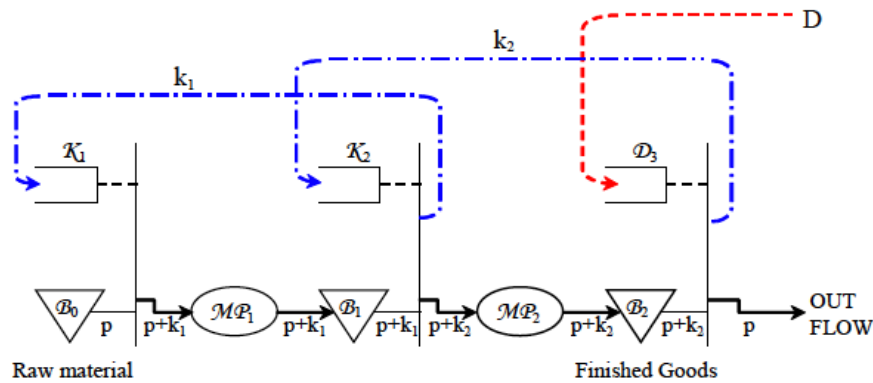 D
k₂
k₁
𝒦₁
𝒦₂
𝒟₃
ℬ₀
p
p+k₁
ℳ𝒫₁
p+k₁
ℬ₁
p+k₁
p+k₂
ℳ𝒫₂
p+k₂
ℬ₂
p+k₂
p
OUT
FLOW
Raw material
Finished Goods